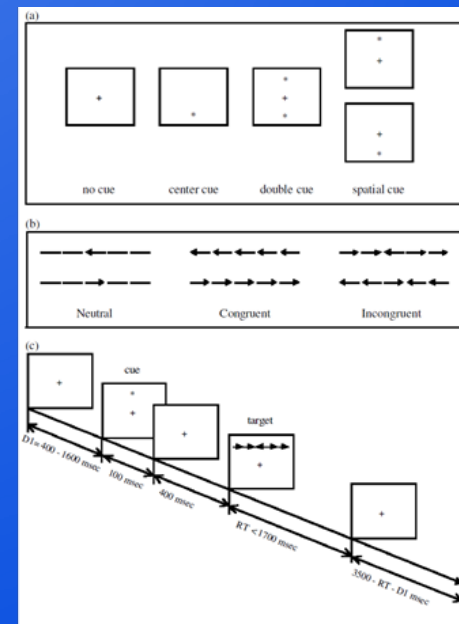 (a)
no cue center cue double cue spatial cue
(b)
Neutral Congruent Incongruent
(c)
cue
target
D1= 400 - 1600 msec
100 msec
400 msec
RT < 1700 msec
3500 - RT - D1 msec